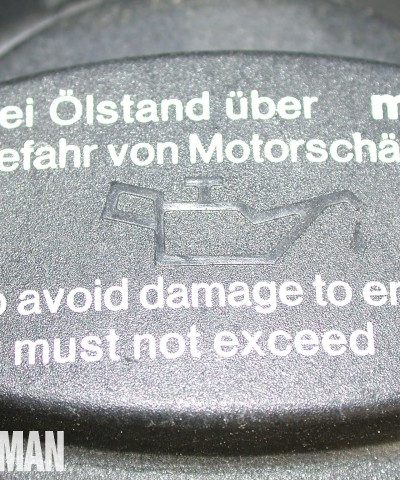 ei Ölstand über m
efahr von Motorschä
o avoid damage to en
must not exceed
MAN